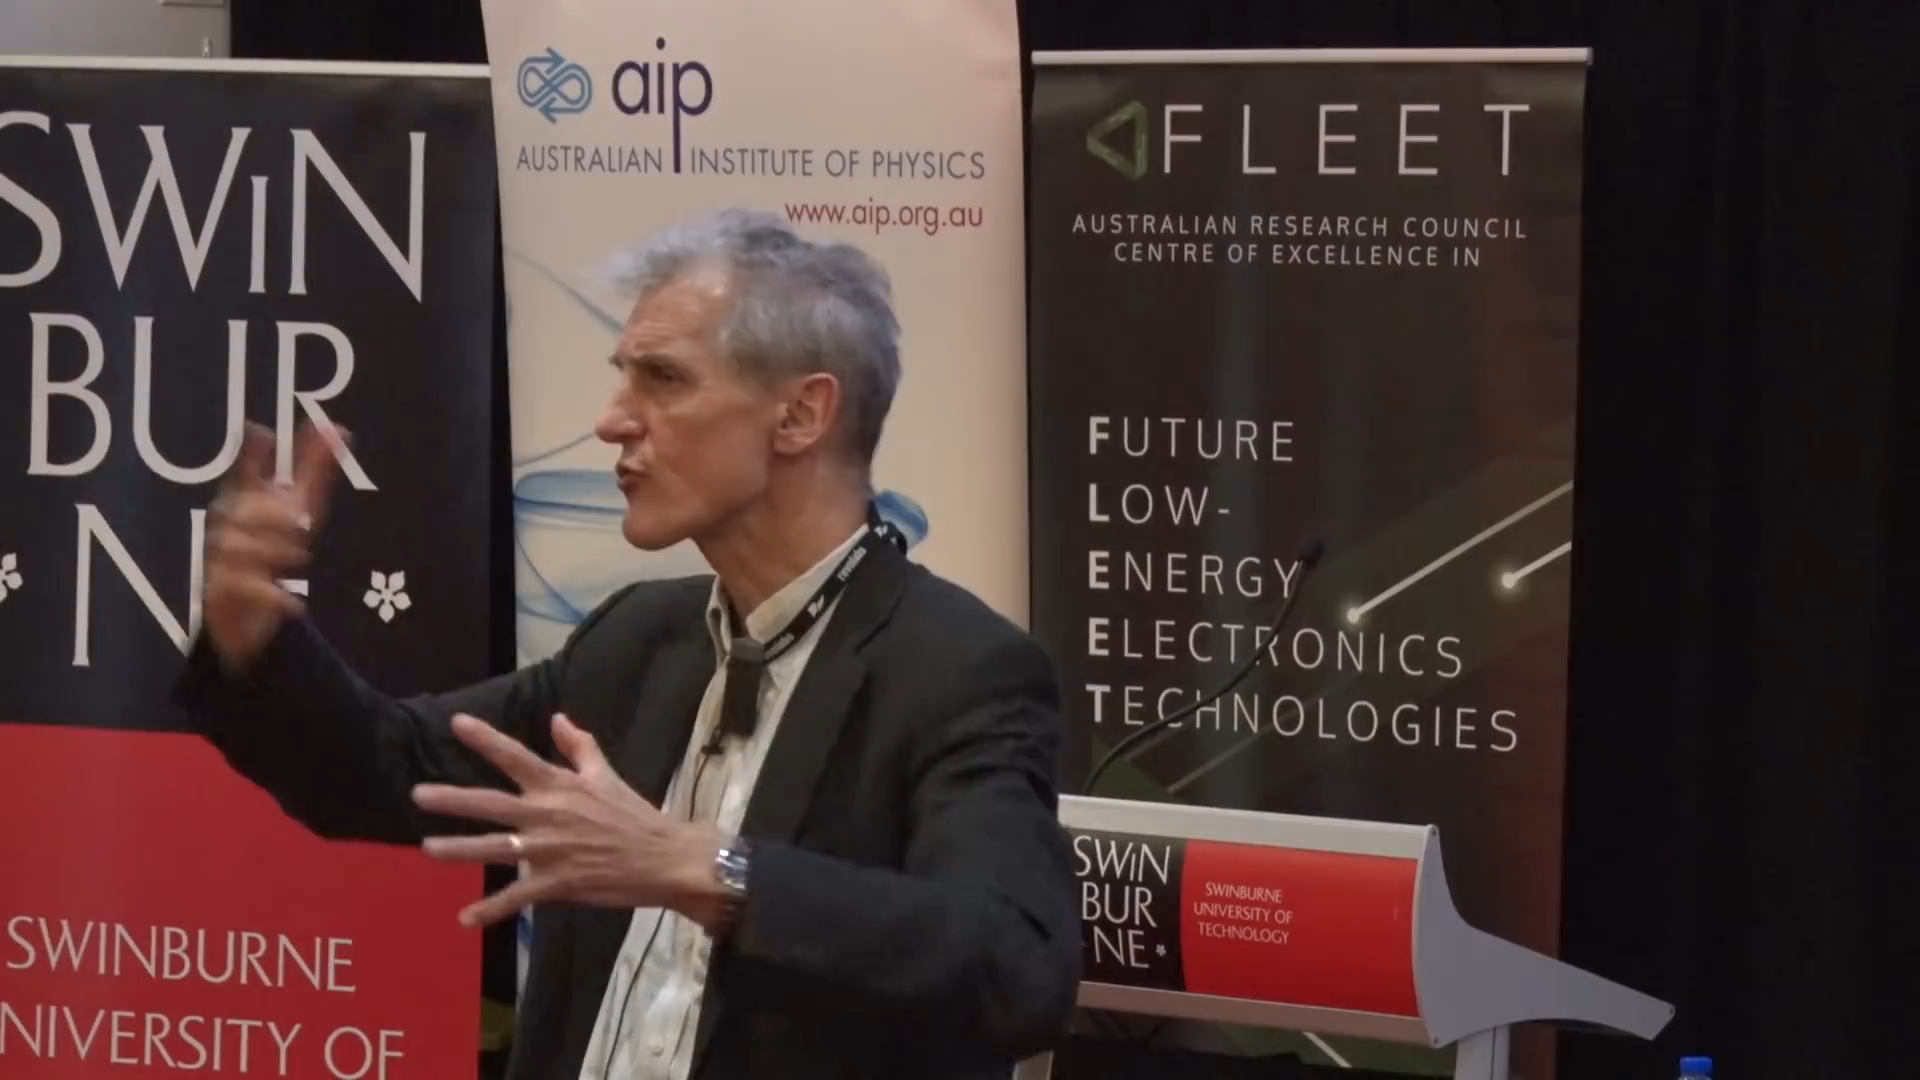 SWiN
BUR
SWINBURNE
NIVERSITY OF
aip
AUSTRALIAN INSTITUTE OF PHYSICS
www.aip.org.au
FLEET
AUSTRALIAN RESEARCH COUNCIL
CENTRE OF EXCELLENCE IN
FUTURE
LOW-
ENERGY
ELECTRONICS
TECHNOLOGIES
revolabs
SWiN
BUR
NE
SWINBURNE
UNIVERSITY OF
TECHNOLOGY